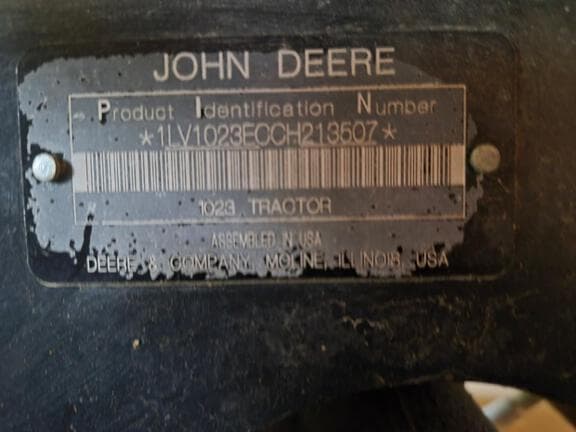 JOHN DEERE
Product Identification Number
*1LV1023ECCH213507*
1023 TRACTOR
ASSEMBLED IN USA
DEERE & COMPANY, MOLINE, ILLINOIS, USA